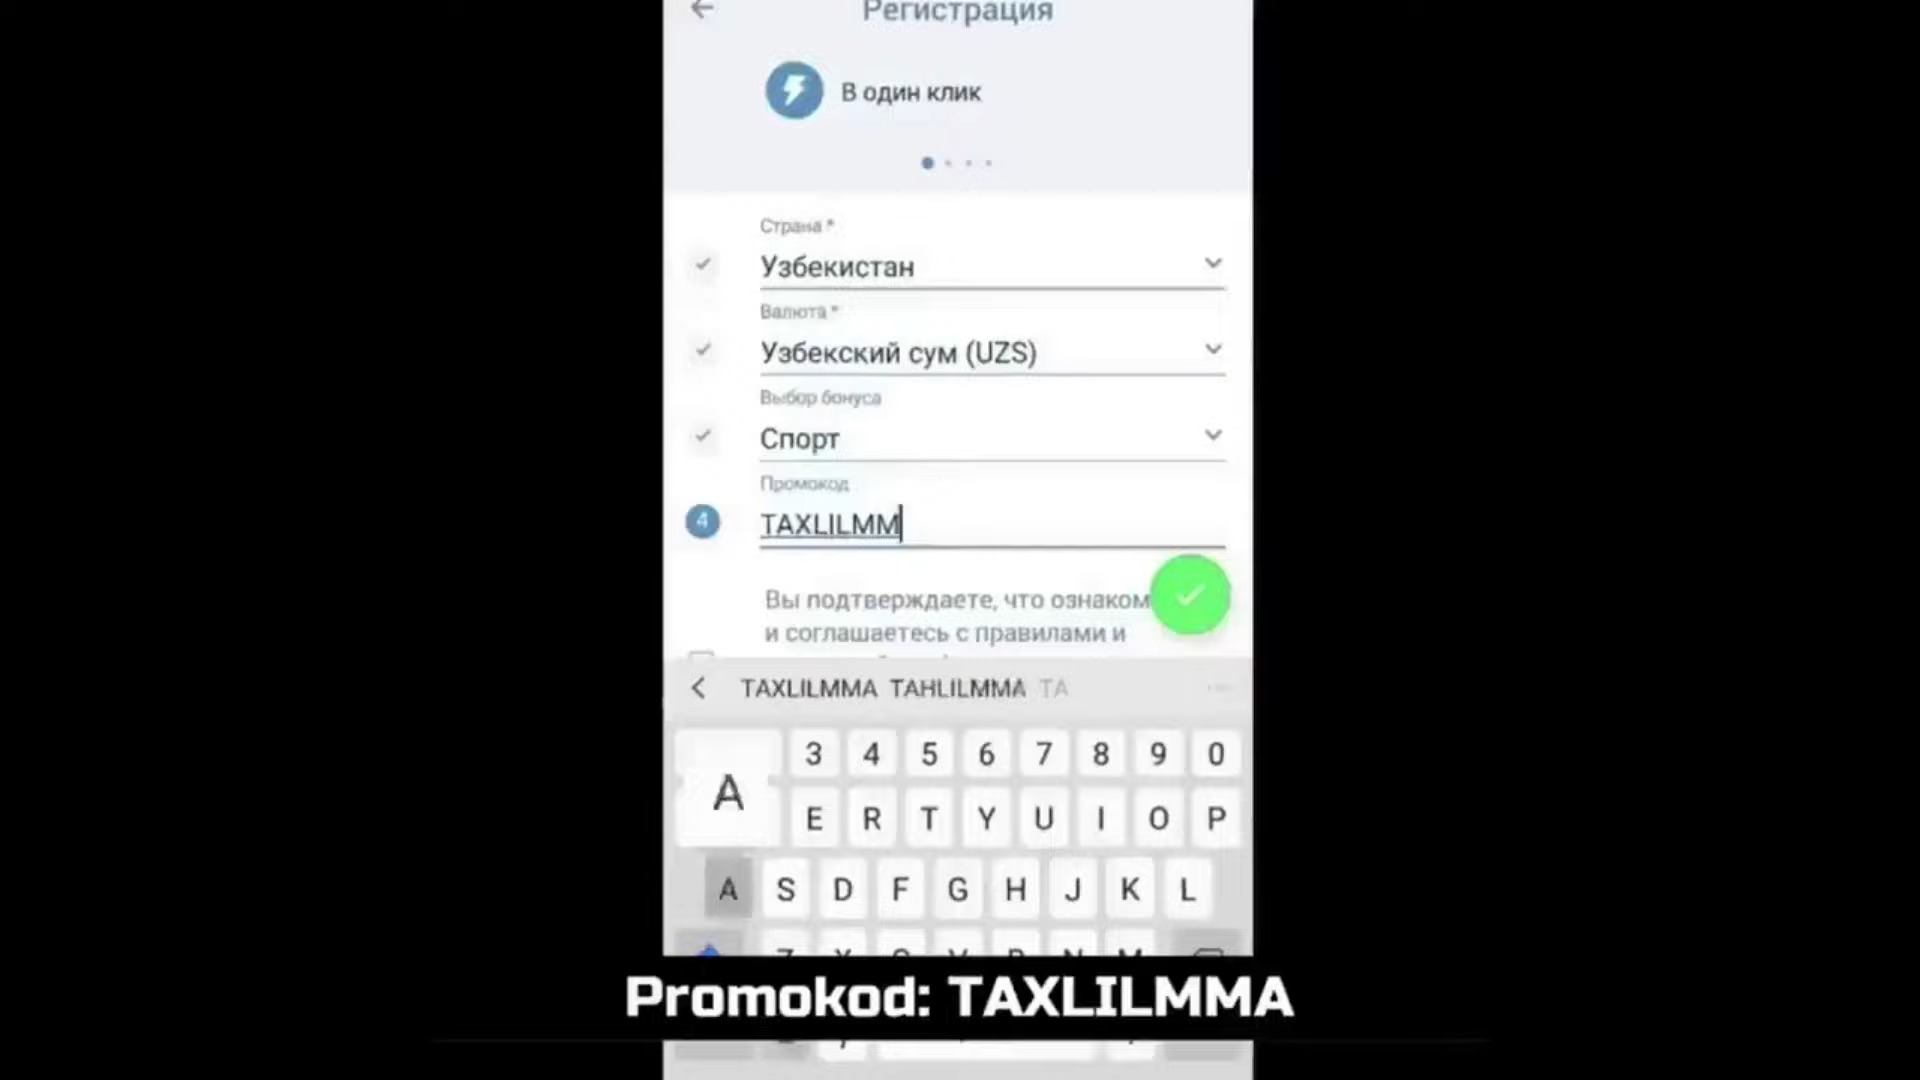 Регистрация
В один клик
Страна *
Узбекистан
Валюта *
Узбекский сум (UZS)
Выбор бонуса
Спорт
Промокод
4
TAXLILMM
Вы подтверждаете, что ознаком
и соглашаетесь с правилами и
TAXLILMMA TAHLILMMA TA
3 4 5 6 7 8 9 0
A
E R T Y U I O P
A S D F G H J K L
Promokod: TAXLILMMA